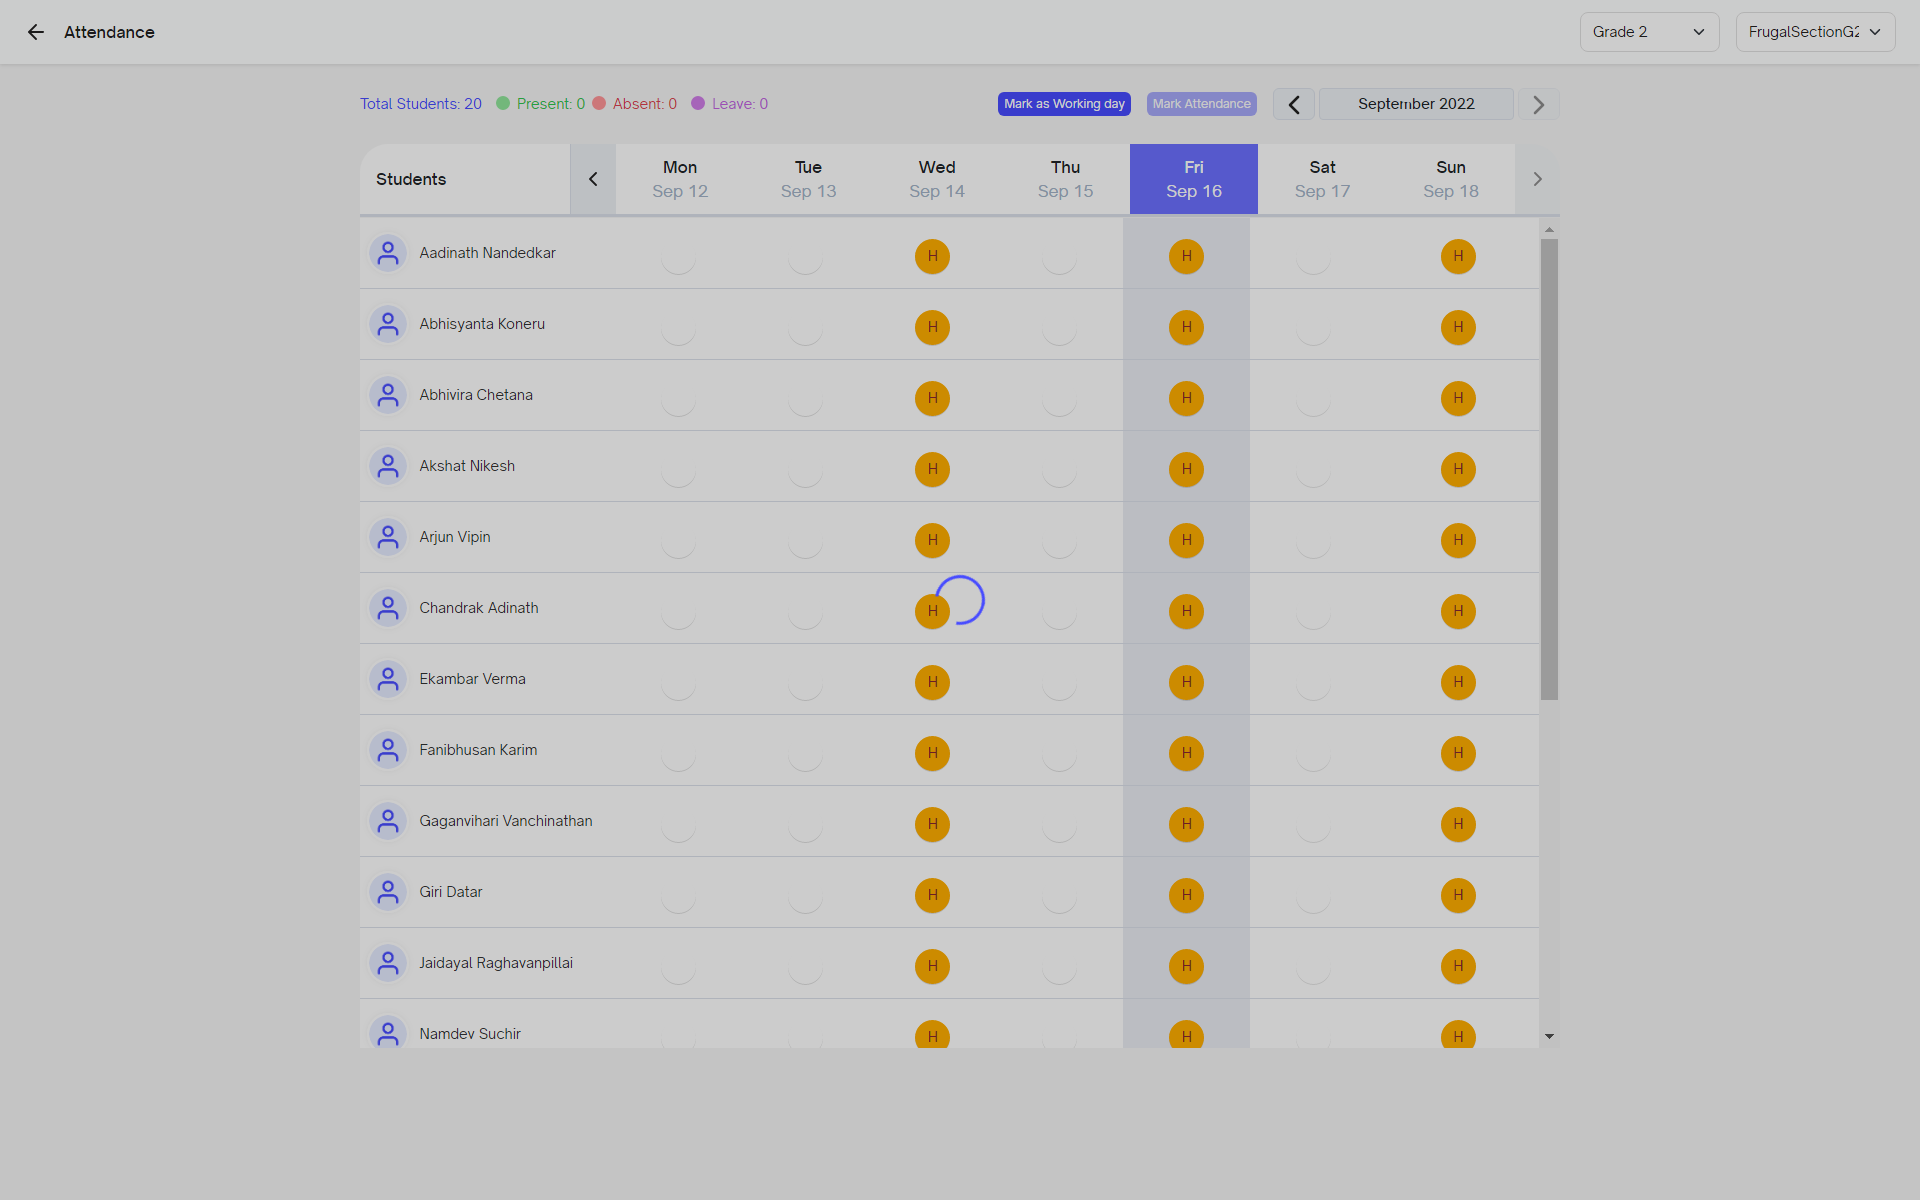 Attendance
Grade 2
FrugalSectionG2
Total Students: 20
Present: 0
Absent: 0
Leave: 0
Mark as Working day
Mark Attendance
September 2022
Students
Mon
Sep 12
Tue
Sep 13
Wed
Sep 14
Thu
Sep 15
Fri
Sep 16
Sat
Sep 17
Sun
Sep 18
Aadinath Nandedkar H H H
Abhisyanta Koneru H H H
Abhivira Chetana H H H
Akshat Nikesh H H H
Arjun Vipin H H H
Chandrak Adinath H H H
Ekambar Verma H H H
Fanibhusan Karim H H H
Gaganvihari Vanchinathan H H H
Giri Datar H H H
Jaidayal Raghavanpillai H H H
Namdev Suchir H H H